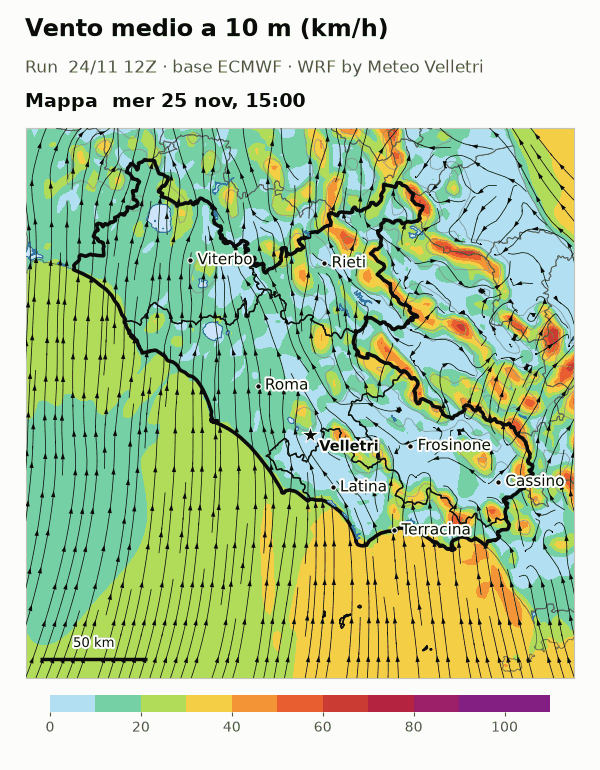 Vento medio a 10 m (km/h)
Run  24/11 12Z · base ECMWF · WRF by Meteo Velletri
Mappa  mer 25 nov, 15:00
Viterbo
Rieti
Roma
Velletri
Frosinone
Cassino
Latina
Terracina
50 km
0 20 40 60 80 100